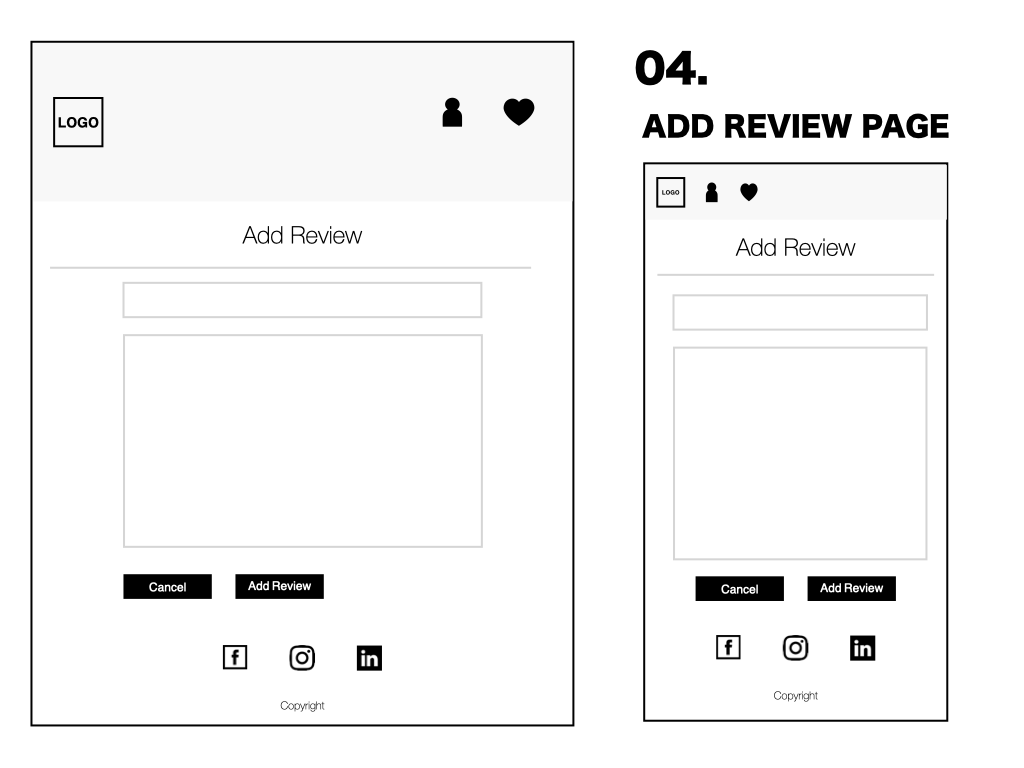 LOGO
Add Review
Cancel
Add Review
f
in
Copyright
04.
ADD REVIEW PAGE
LOGO
Add Review
Cancel
Add Review
f
in
Copyright